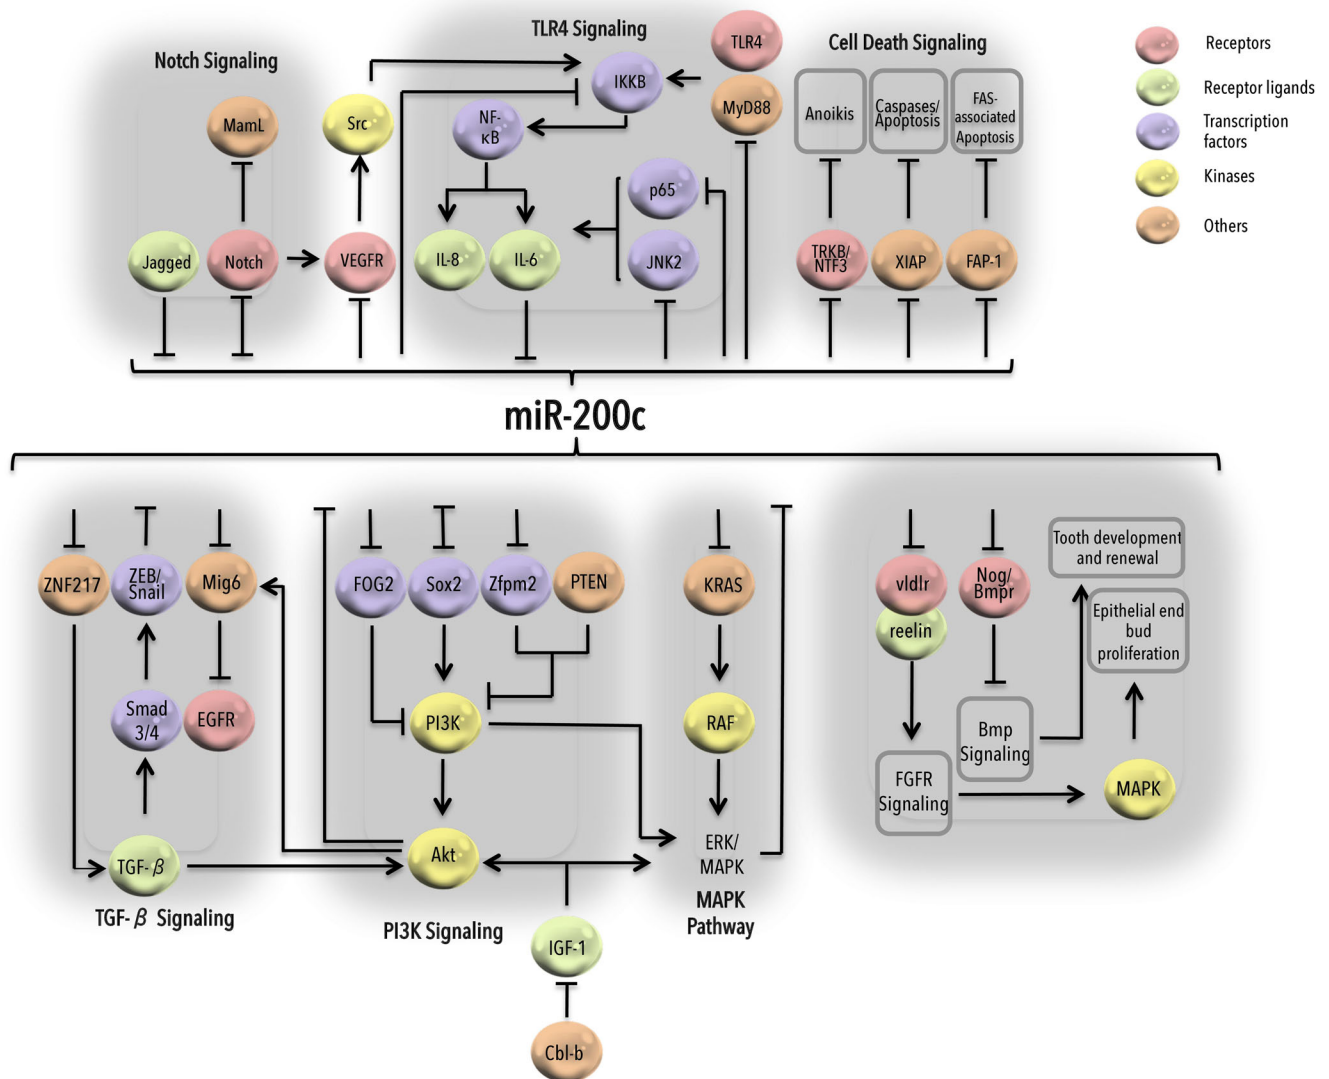 TLR4 Signaling
Notch Signaling
Cell Death Signaling
TLR4
MyD88
IKKB
NF-
κB
MamL
Src
p65
JNK2
Jagged
Notch
VEGFR
IL-8
IL-6
Anoikis
Caspases/
Apoptosis
FAS-
associated
Apoptosis
TRKB/
NTF3
XIAP
FAP-1
Receptors
Receptor ligands
Transcription
factors
Kinases
Others
miR-200c
ZNF217
ZEB/
Snail
Mig6
Smad
3/4
EGFR
TGF- β
TGF- β Signaling
FOG2
Sox2
Zfpm2
PTEN
PI3K
Akt
PI3K Signaling
IGF-1
Cbl-b
KRAS
RAF
ERK/
MAPK
MAPK
Pathway
vldlr
reelin
Nog/
Bmpr
Tooth development
and renewal
Epithelial end
bud
proliferation
Bmp
Signaling
FGFR
Signaling
MAPK